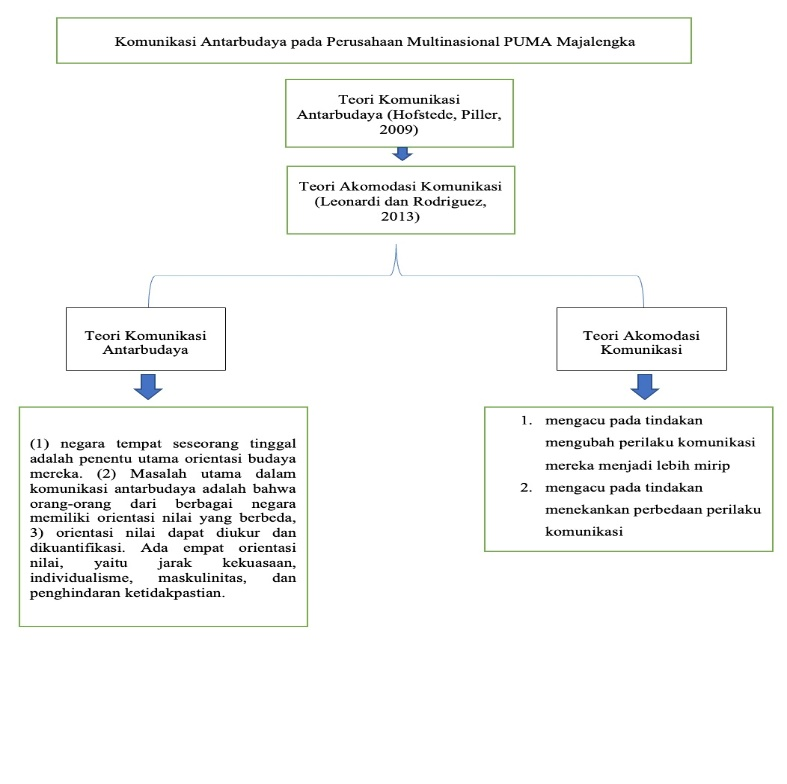 Komunikasi Antarbudaya pada Perusahaan Multinasional PUMA Majalengka
Teori Komunikasi
Antarbudaya (Hofstede, Piller,
2009)
Teori Akomodasi Komunikasi
(Leonardi dan Rodriguez,
2013)
Teori Komunikasi
Antarbudaya
Teori Akomodasi
Komunikasi
(1) negara tempat seseorang tinggal
adalah penentu utama orientasi budaya
mereka. (2) Masalah utama dalam
komunikasi antarbudaya adalah bahwa
orang-orang dari berbagai negara
memiliki orientasi nilai yang berbeda,
3) orientasi nilai dapat diukur dan
dikuantifikasi. Ada empat orientasi
nilai, yaitu jarak kekuasaan,
individualisme, maskulinitas, dan
penghindaran ketidakpastian.
1. mengacu pada tindakan
mengubah perilaku komunikasi
mereka menjadi lebih mirip
2. mengacu pada tindakan
menekankan perbedaan perilaku
komunikasi